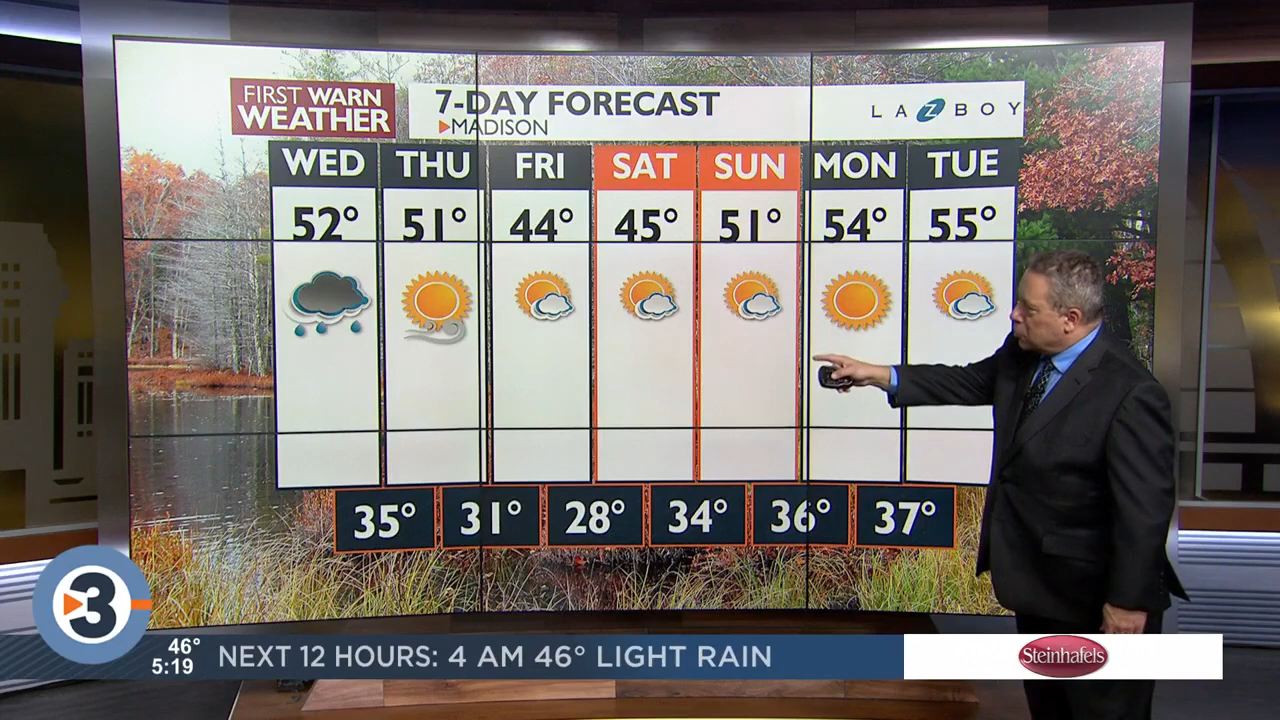 FIRST WARN
WEATHER
7-DAY FORECAST
MADISON
LA Z BOY
WED THU FRI SAT SUN MON TUE
52° 51° 44° 45° 51° 54° 55°
35° 31° 28° 34° 36° 37°
3
46°
5:19
NEXT 12 HOURS: 4 AM 46° LIGHT RAIN
Steinhafels